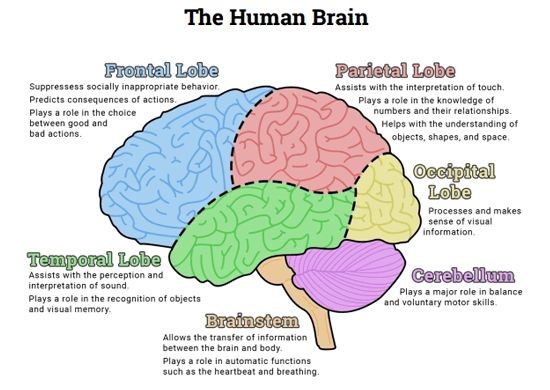 The Human Brain
Frontal Lobe
Suppressess socially inappropriate behavior.
Predicts consequences of actions.
Plays a role in the choice
between good and
bad actions.
Parietal Lobe
Assists with the interpretation of touch.
Plays a role in the knowledge of
numbers and their relationships.
Helps with the understanding of
objects, shapes, and space.
Occipital
Lobe
Processes and makes
sense of visual
information.
Temporal Lobe
Assists with the perception and
interpretation of sound.
Plays a role in the recognition of objects
and visual memory.
Cerebellum
Plays a major role in balance
and voluntary motor skills.
Brainstem
Allows the transfer of information
between the brain and body.
Plays a role in automatic functions
such as the heartbeat and breathing.